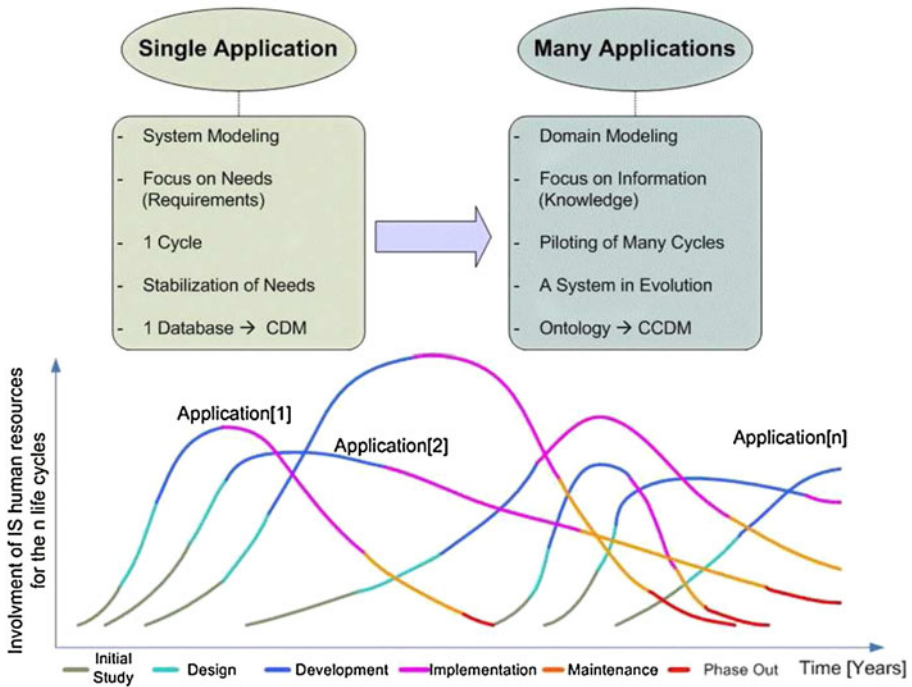 Single Application
Many Applications
- System Modeling
- Focus on Needs
(Requirements)
- 1 Cycle
- Stabilization of Needs
- 1 Database → CDM
- Domain Modeling
- Focus on Information
(Knowledge)
- Piloting of Many Cycles
- A System in Evolution
- Ontology → CCDM
Involvment of IS human resources
for the n life cycles
Application[1]
Application[2]
Application[n]
Initial
Study
Design
Development
Implementation
Maintenance
Phase Out
Time [Years]